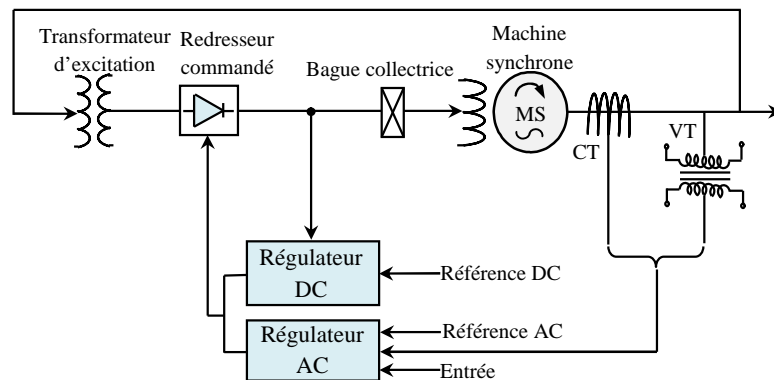 Transformateur
d’excitation
Redresseur
commandé
Bague collectrice
Machine
synchrone
MS
CT
VT
Régulateur
DC
Référence DC
Régulateur
AC
Référence AC
Entrée